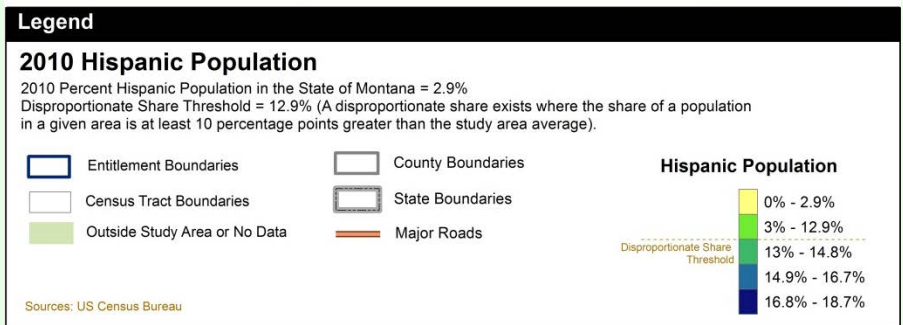 Legend
2010 Hispanic Population
2010 Percent Hispanic Population in the State of Montana = 2.9%
Disproportionate Share Threshold = 12.9% (A disproportionate share exists where the share of a population
in a given area is at least 10 percentage points greater than the study area average).
Entitlement Boundaries
Census Tract Boundaries
Outside Study Area or No Data
County Boundaries
State Boundaries
Major Roads
Hispanic Population
0% - 2.9%
3% - 12.9%
Disproportionate Share
Threshold
13% - 14.8%
14.9% - 16.7%
16.8% - 18.7%
Sources: US Census Bureau